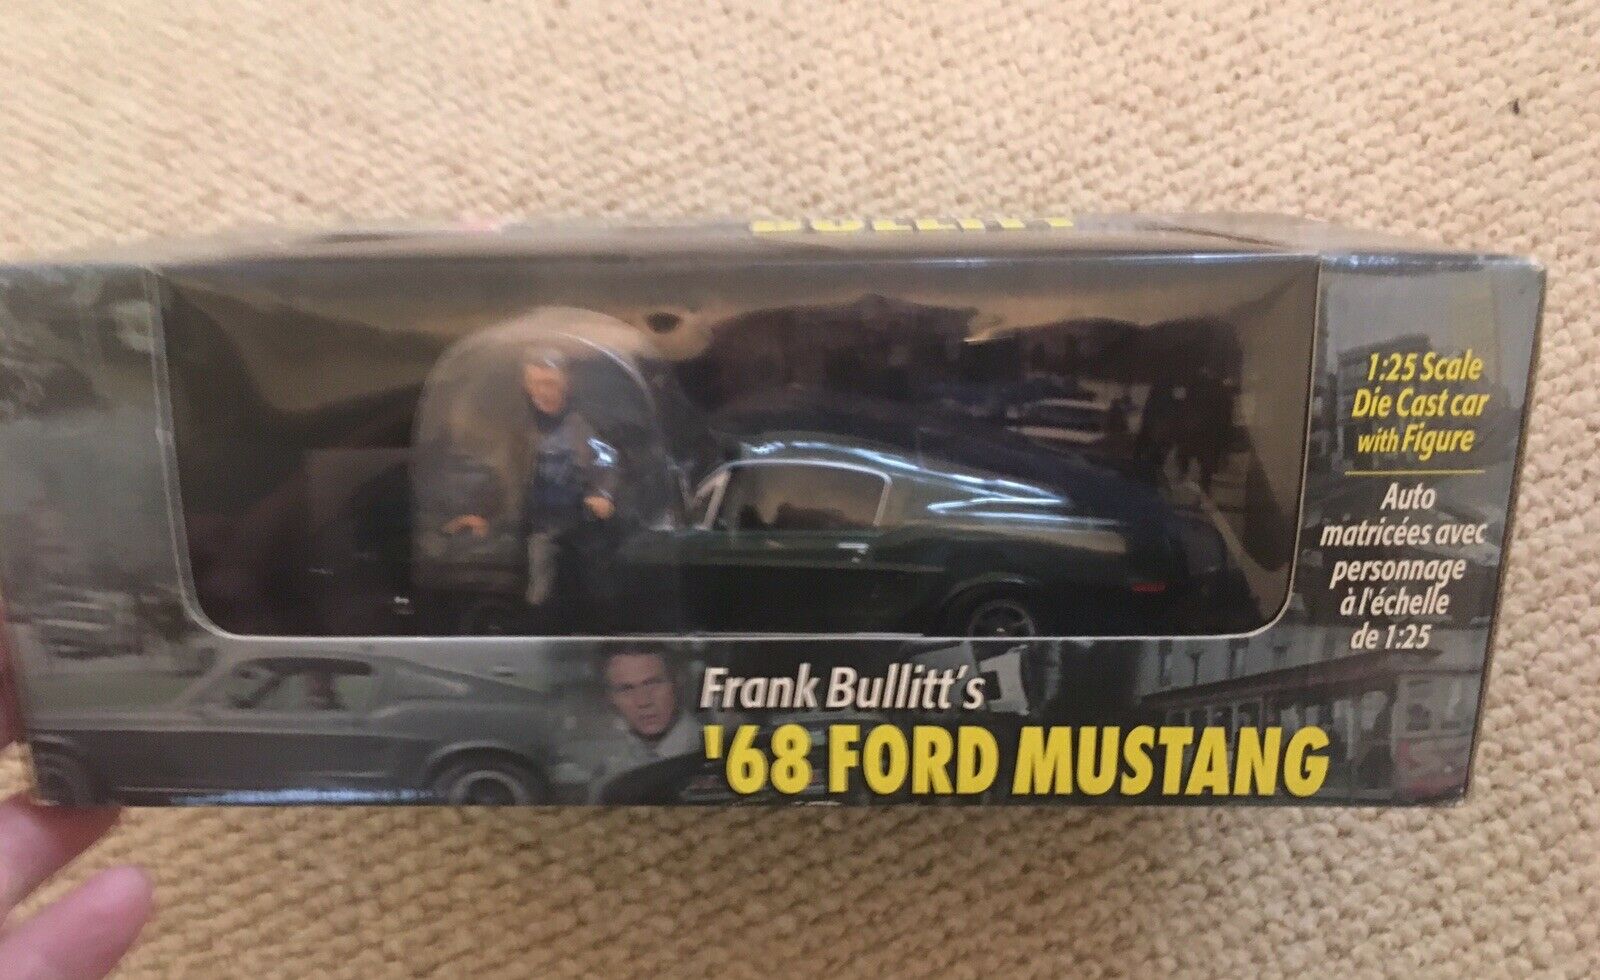 BULLITT
1:25 Scale
Die Cast car
with Figure
Auto
matricées avec
personnage
à l'échelle
de 1:25
Frank Bullitt's
'68 FORD MUSTANG